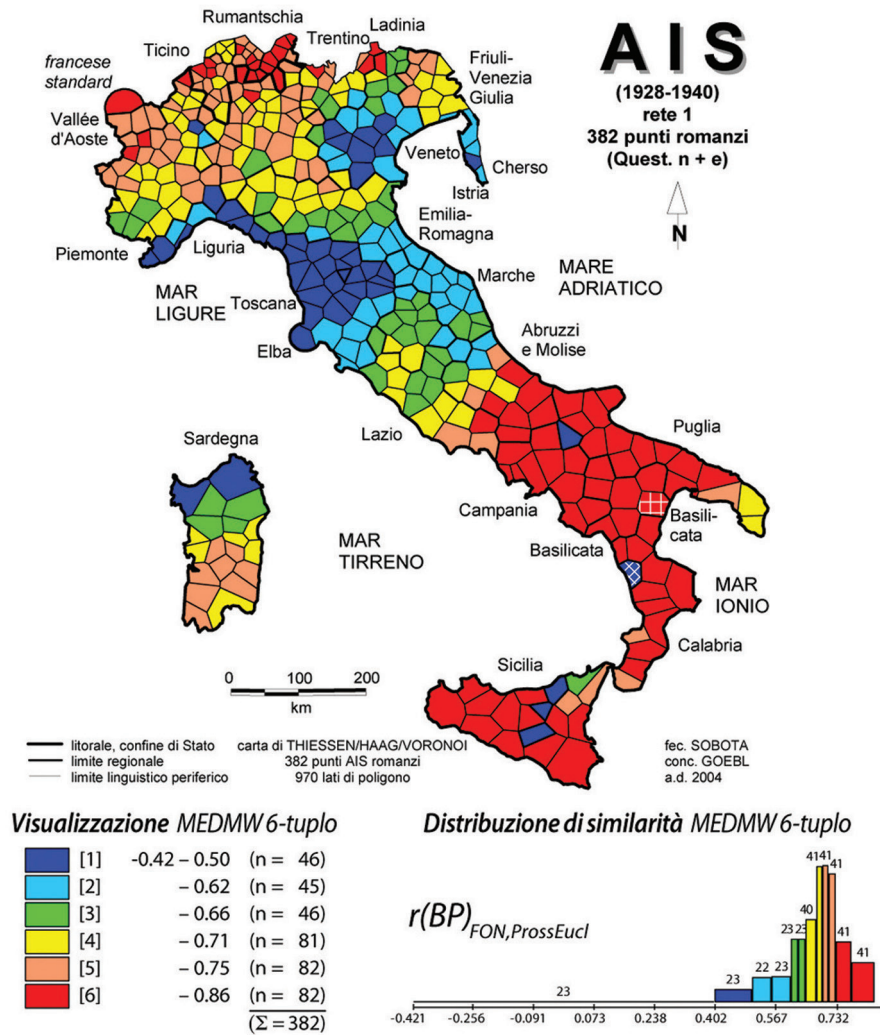 Rumantschia
Ticino
Trentino
Ladinia
francese
standard
Friuli-
Venezia
Giulia
Vallée
d'Aoste
AIS
(1928-1940)
rete 1
382 punti romanzi
(Quest. n + e)
N
Veneto
Cherso
Istria
Emilia-
Romagna
Piemonte
Liguria
Marche
MAR
LIGURE
MARE
ADRIATICO
Toscana
Elba
Abruzzi
e Molise
Lazio
Puglia
Sardegna
Campania
Basili-
cata
MAR
TIRRENO
Basilicata
MAR
IONIO
Calabria
Sicilia
0 100 200
km
litorale, confine di Stato
limite regionale
limite linguistico periferico
carta di THIESSEN/HAAG/VORONOI
382 punti AIS romanzi
970 lati di poligono
fec. SOBOTA
conc. GOEBL
a.d. 2004
Visualizzazione MEDMW 6-tuplo
[1] -0.42 – 0.50 (n = 46)
[2] – 0.62 (n = 45)
[3] – 0.66 (n = 46)
[4] – 0.71 (n = 81)
[5] – 0.75 (n = 82)
[6] – 0.86 (n = 82)
(Σ = 382)
Distribuzione di similarità MEDMW 6-tuplo
r(BP)FON,ProssEucl
23 23 22 23 23 23 40 41 41 41 41 41
-0.421 -0.256 -0.091 0.073 0.238 0.402 0.567 0.732